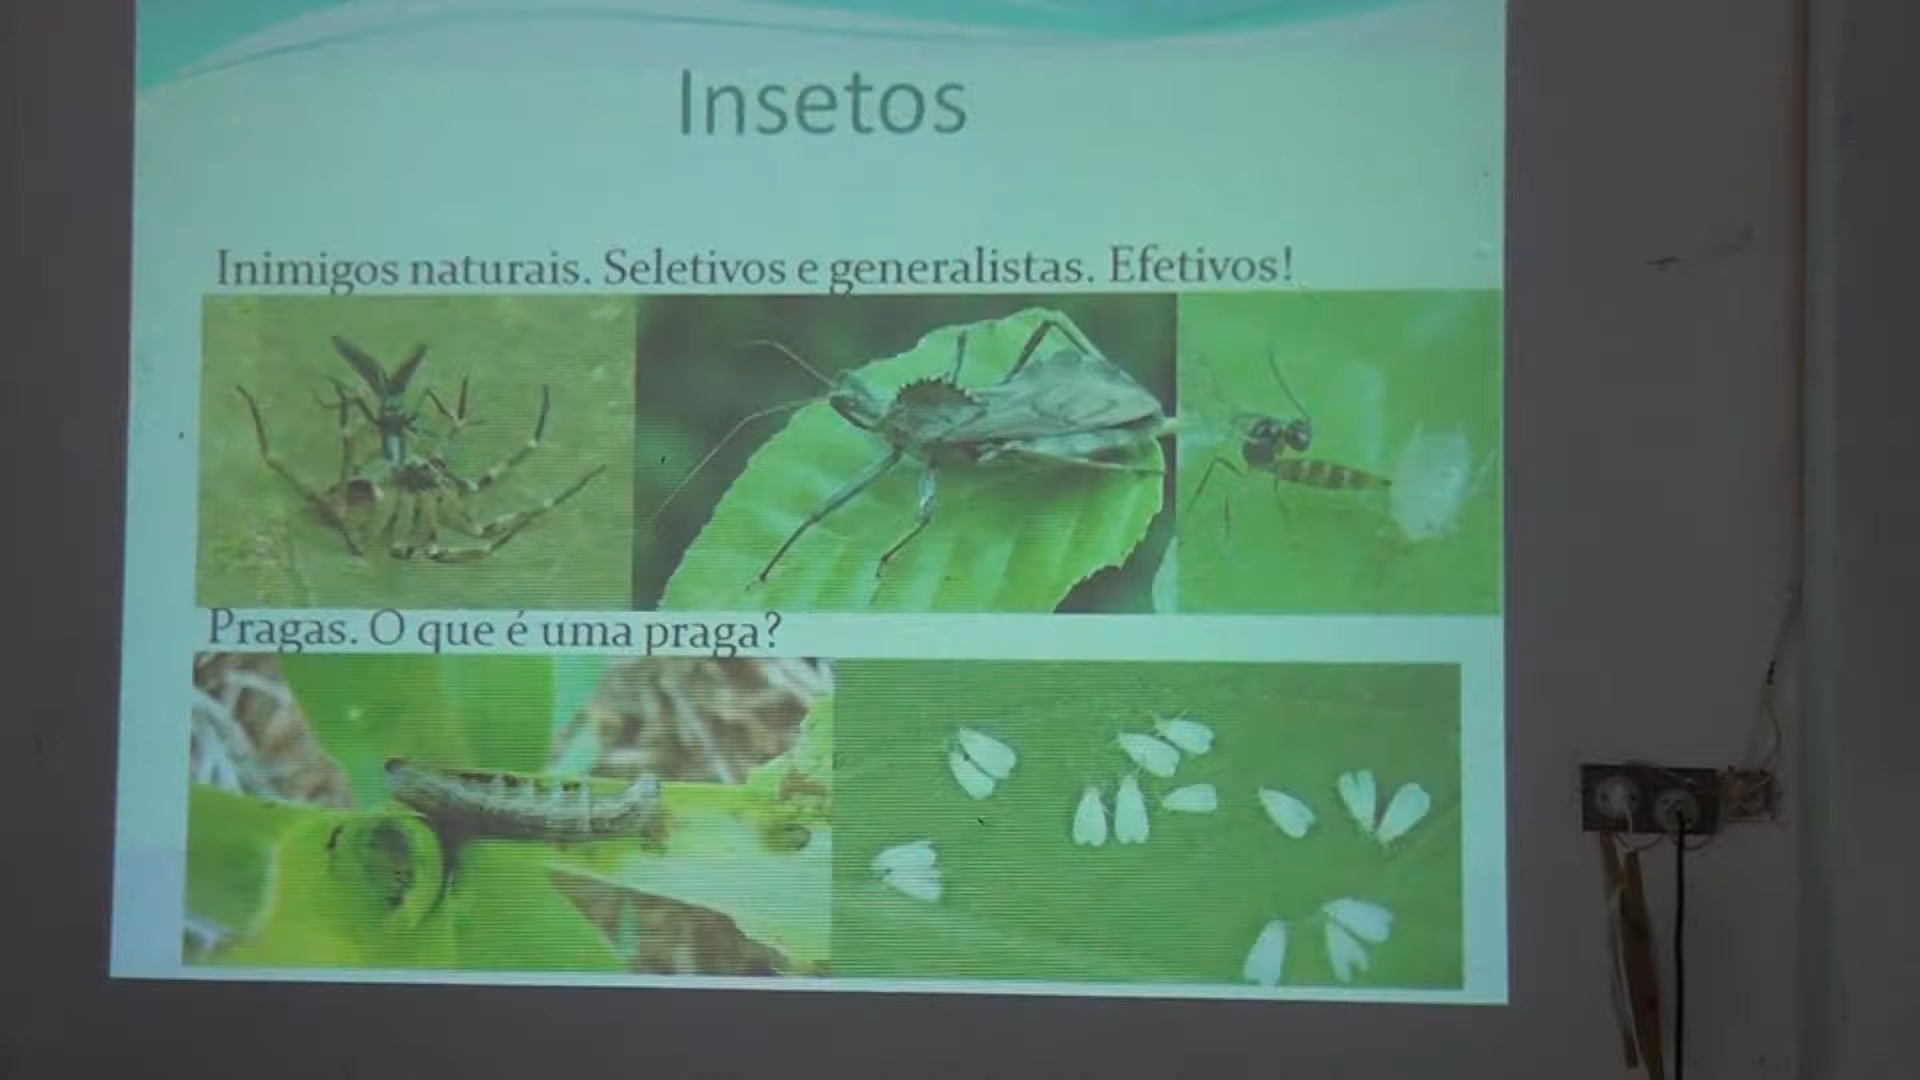 Insetos
Inimigos naturais. Seletivos e generalistas. Efetivos!
Pragas. O que é uma praga?